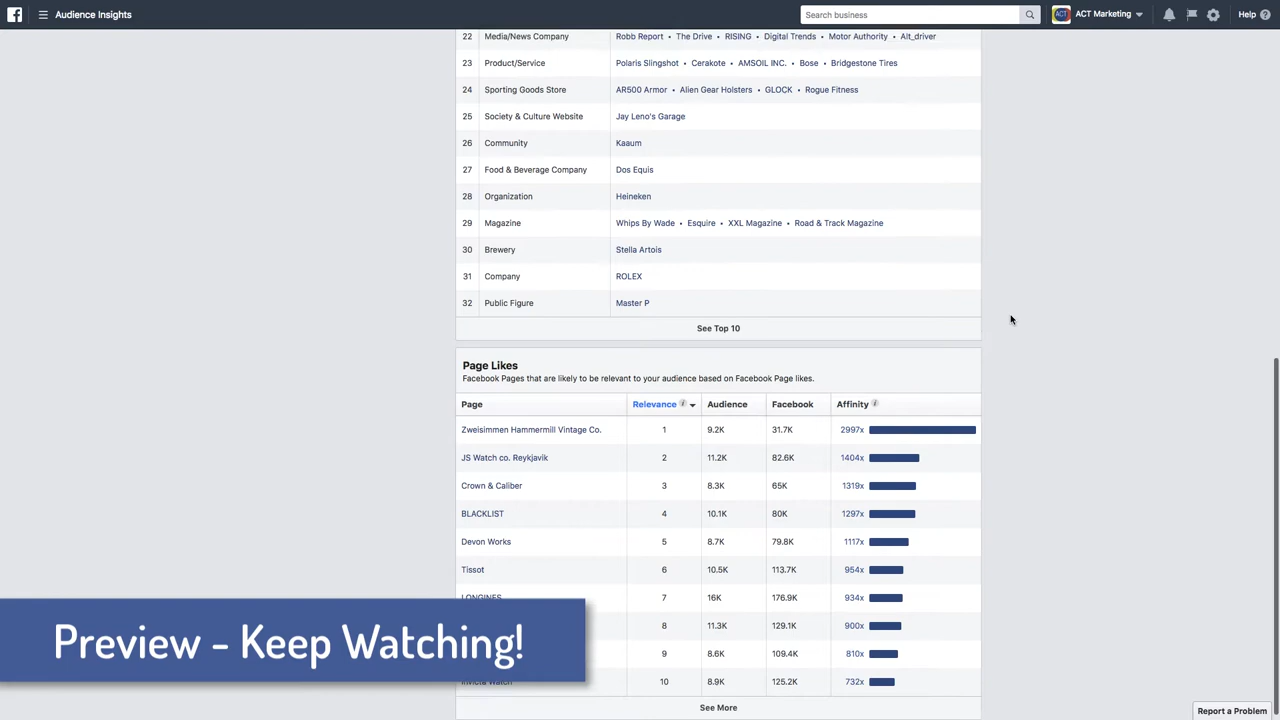 Audience Insights
Search business
ACT Marketing
Help
22 Media/News Company Robb Report • The Drive • RISING • Digital Trends • Motor Authority • Alt_driver
23 Product/Service Polaris Slingshot • Cerakote • AMSOIL INC. • Bose • Bridgestone Tires
24 Sporting Goods Store AR500 Armor • Alien Gear Holsters • GLOCK • Rogue Fitness
25 Society & Culture Website Jay Leno's Garage
26 Community Kaaum
27 Food & Beverage Company Dos Equis
28 Organization Heineken
29 Magazine Whips By Wade • Esquire • XXL Magazine • Road & Track Magazine
30 Brewery Stella Artois
31 Company ROLEX
32 Public Figure Master P
See Top 10
Page Likes
Facebook Pages that are likely to be relevant to your audience based on Facebook Page likes.
Page Relevance Audience Facebook Affinity
Zweisimmen Hammermill Vintage Co. 1 9.2K 31.7K 2997x
JS Watch co. Reykjavik 2 11.2K 82.6K 1404x
Crown & Caliber 3 8.3K 65K 1319x
BLACKLIST 4 10.1K 80K 1297x
Devon Works 5 8.7K 79.8K 1117x
Tissot 6 10.5K 113.7K 954x
LONGINES 7 16K 176.9K 934x
8 11.3K 129.1K 900x
9 8.6K 109.4K 810x
Invicta Watch 10 8.9K 125.2K 732x
Preview - Keep Watching!
See More
Report a Problem